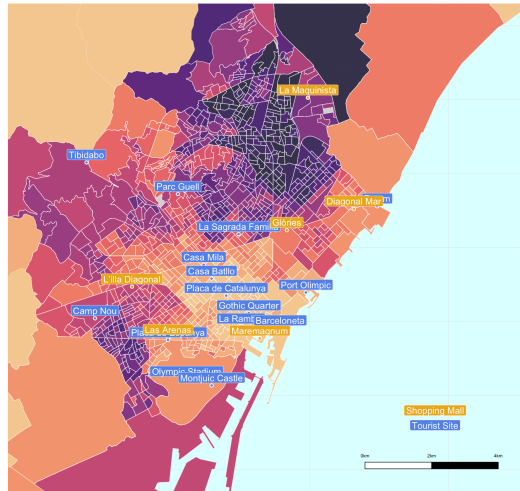 La Maquinista
Tibidabo
Parc Guell
Diagonal Mar
La Sagrada Familia
Glòries
Casa Mila
Casa Batllo
L'illa Diagonal
Placa de Catalunya
Port Olimpic
Gothic Quarter
Camp Nou
La Ramb
Barceloneta
Las Arenas
Maremagnum
Olympic Stadium
Montjuic Castle
Shopping Mall
Tourist Site
0km
2km
4km